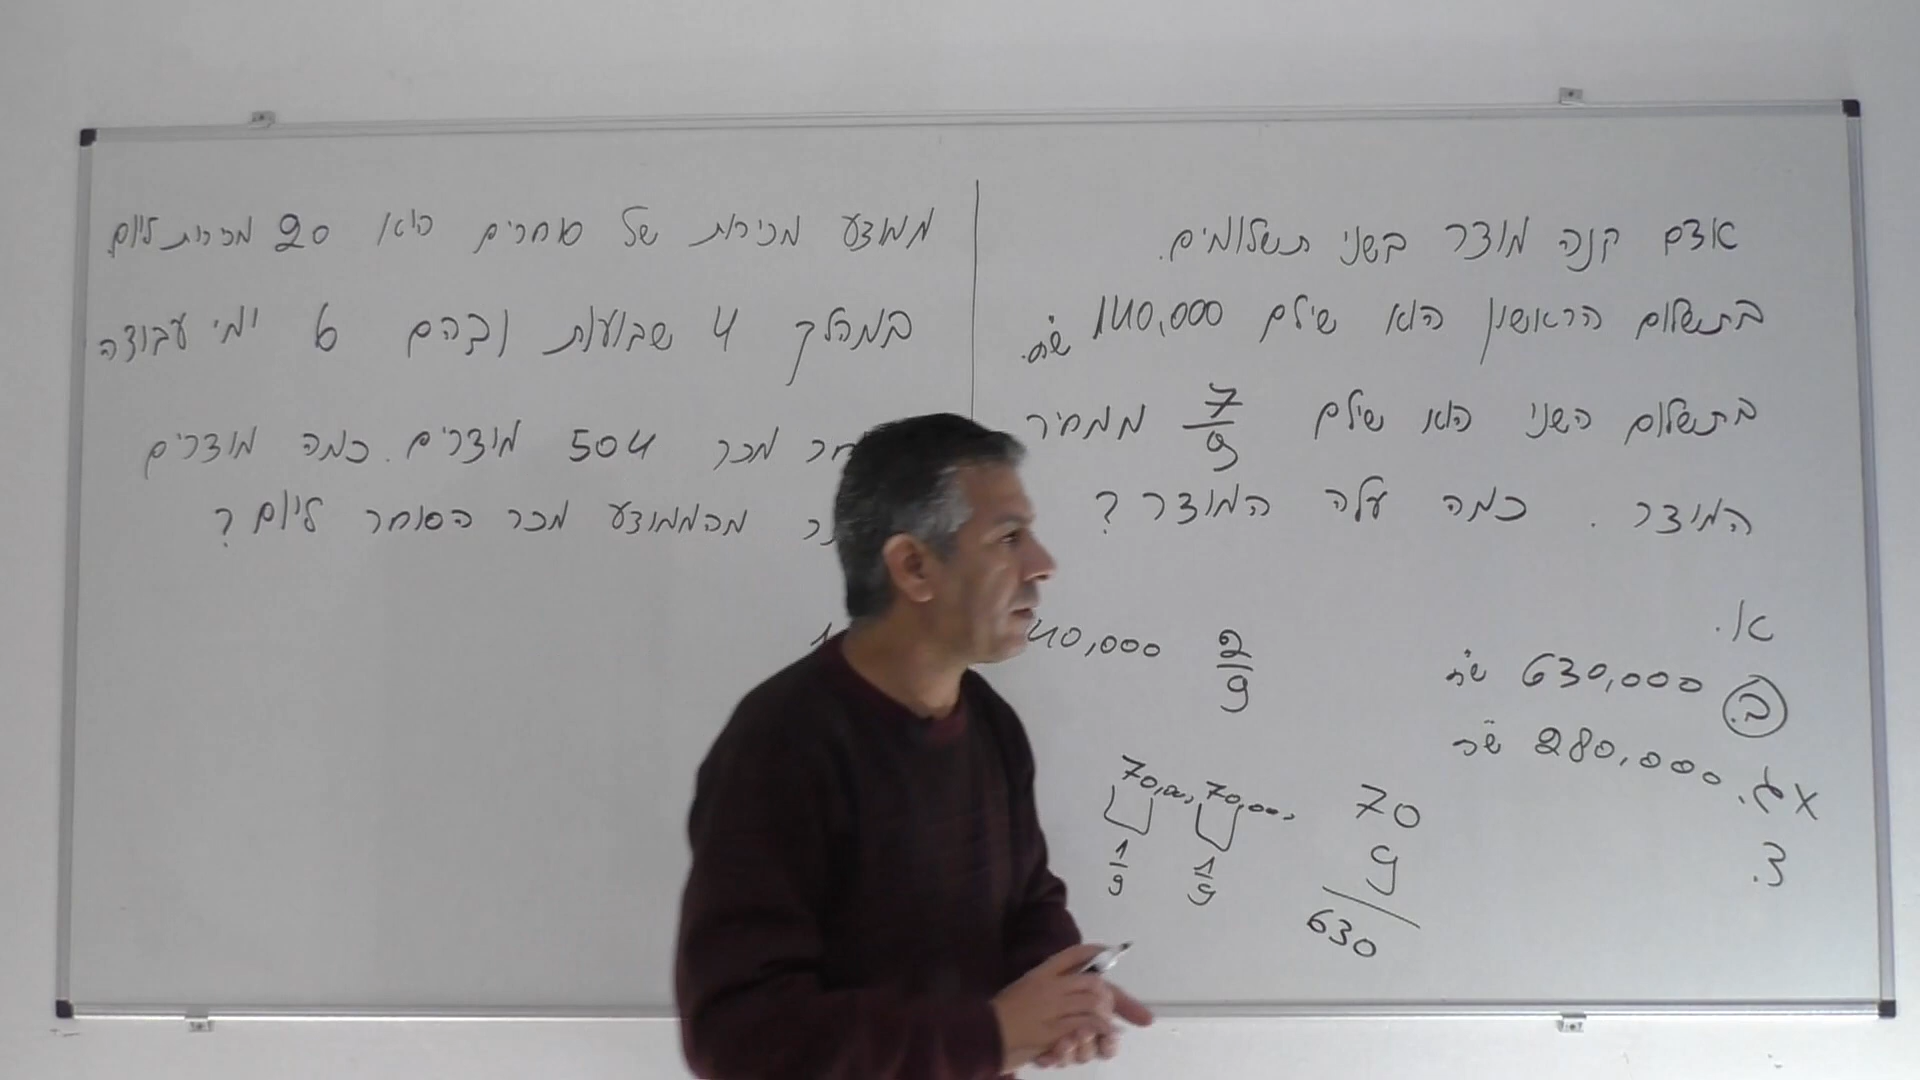 אדם קנה מוצר בשני תשלומים.
בתשלום הראשון הוא שילם 140,000 ש"ח.
בתשלום השני הוא שילם 7/9 ממחיר
המוצר. כמה עלה המוצר?
א.
ב. 630,000 ש"ח
ג. 280,000 ש"ח X
ד.
40,000 2/9
70,000, 70,000,
1/9 1/9
70
9
630
ממוצע מכירות של סוחרים הוא 20 מכירות ליום.
במהלך 4 שבועות ובהם 6 ימי עבודה
מכר 504 מוצרים. כמה מוצרים
מהממוצע מכר הסוחר ליום?